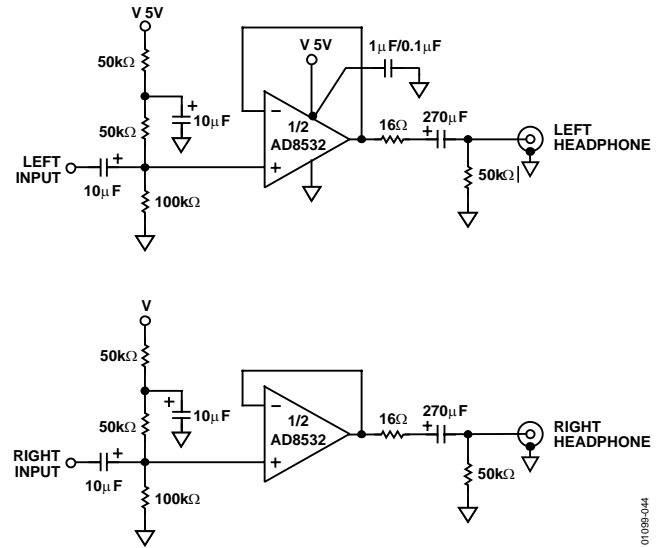 V 5V
50kΩ
+
10µF
50kΩ
LEFT
INPUT
+
10µF
100kΩ
V 5V
1µF/0.1µF
−
1/2
AD8532
+
16Ω
270µF
+
50kΩ
LEFT
HEADPHONE
V
50kΩ
+
10µF
50kΩ
RIGHT
INPUT
+
10µF
100kΩ
−
1/2
AD8532
+
16Ω
270µF
+
50kΩ
RIGHT
HEADPHONE
01099-044